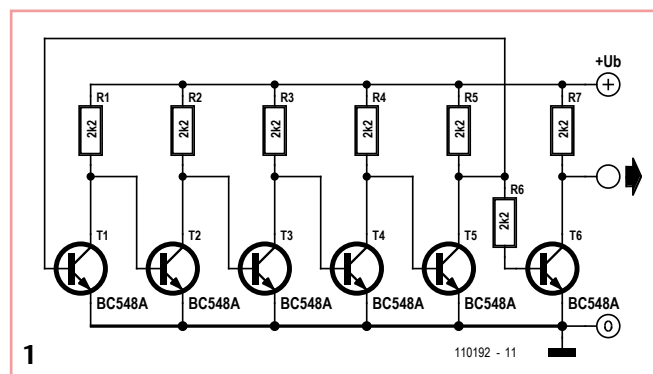 +Ub
R1 R2 R3 R4 R5 R7
2k2 2k2 2k2 2k2 2k2 2k2
+
R6
2k2
T1 T2 T3 T4 T5 T6
BC548A BC548A BC548A BC548A BC548A BC548A
0
1 110192 - 11